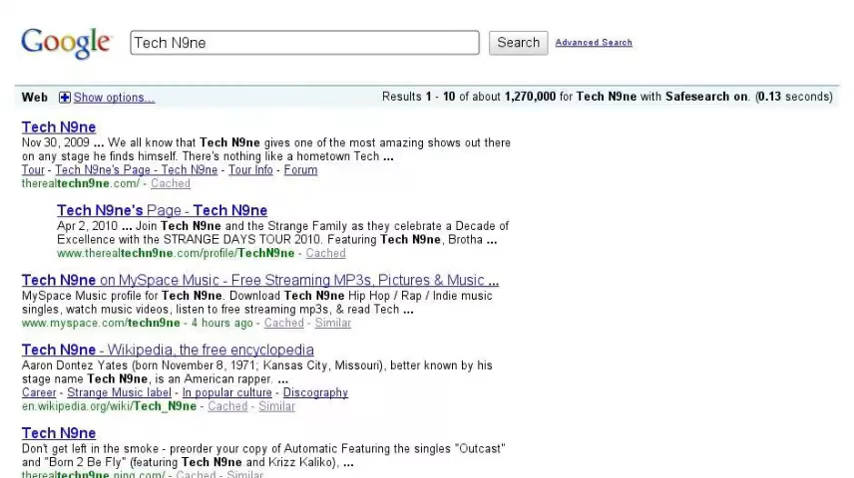 Google Tech N9ne Search Advanced Search
Web Show options... Results 1 - 10 of about 1,270,000 for Tech N9ne with Safesearch on. (0.13 seconds)
Tech N9ne
Nov 30, 2009 ... We all know that Tech N9ne gives one of the most amazing shows out there
on any stage he finds himself. There's nothing like a hometown Tech ...
Tour - Tech N9ne's Page - Tech N9ne - Tour Info - Forum
therealtechn9ne.com/ - Cached
Tech N9ne's Page - Tech N9ne
Apr 2, 2010 ... Join Tech N9ne and the Strange Family as they celebrate a Decade of
Excellence with the STRANGE DAYS TOUR 2010. Featuring Tech N9ne, Brotha ...
www.therealtechn9ne.com/profile/TechN9ne - Cached
Tech N9ne on MySpace Music - Free Streaming MP3s, Pictures & Music ...
MySpace Music profile for Tech N9ne. Download Tech N9ne Hip Hop / Rap / Indie music
singles, watch music videos, listen to free streaming mp3s, & read Tech ...
www.myspace.com/techn9ne - 4 hours ago - Cached - Similar
Tech N9ne - Wikipedia, the free encyclopedia
Aaron Dontez Yates (born November 8, 1971; Kansas City, Missouri), better known by his
stage name Tech N9ne, is an American rapper. ...
Career - Strange Music label - In popular culture - Discography
en.wikipedia.org/wiki/Tech_N9ne - Cached - Similar
Tech N9ne
Don't get left in the smoke - preorder your copy of Automatic Featuring the singles "Outcast"
and "Born 2 Be Fly" (featuring Tech N9ne and Krizz Kaliko), ...
therealtechn9ne.ning.com/ - Cached - Similar